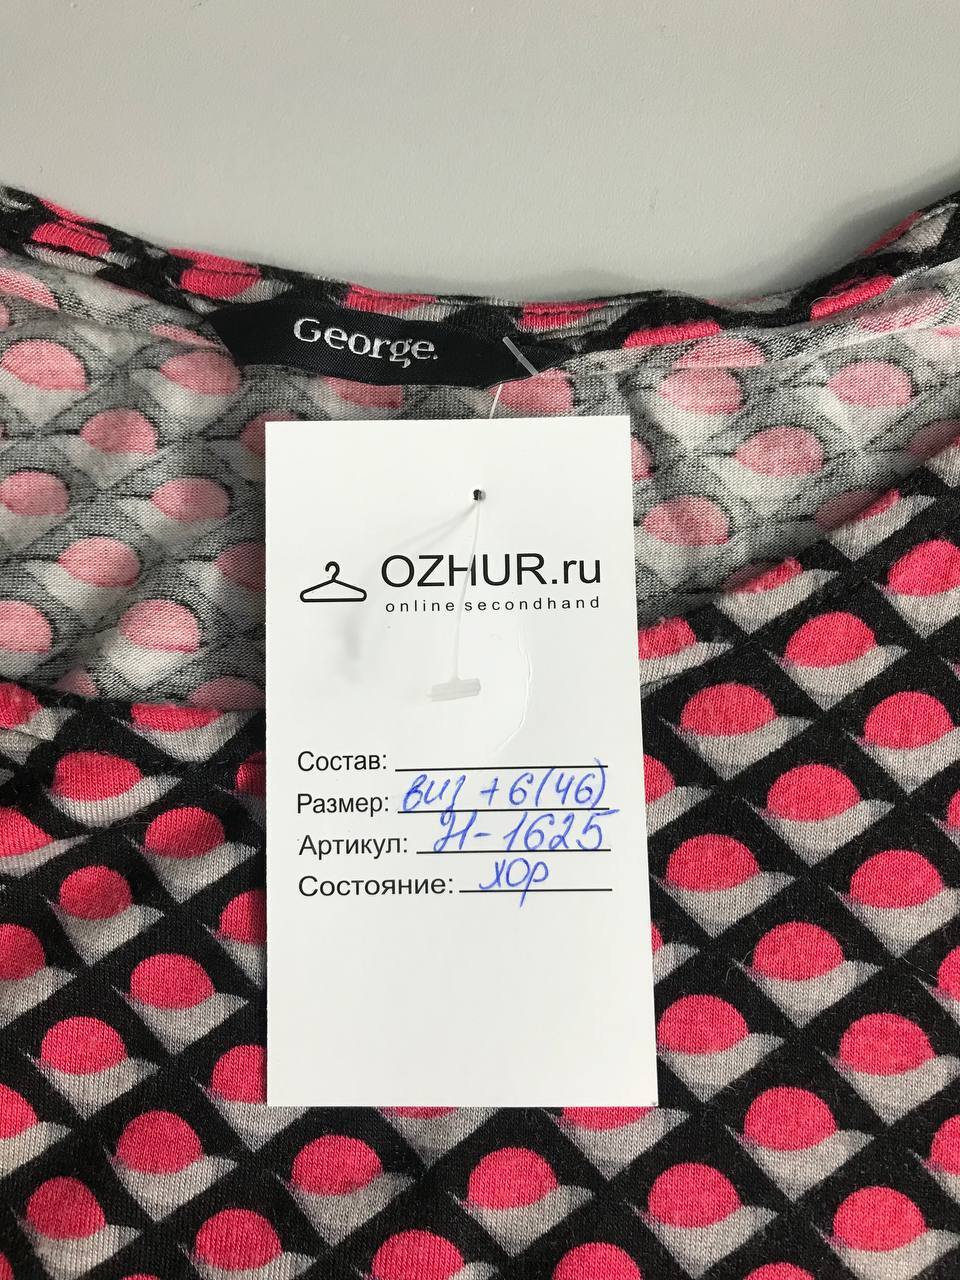 George.
OZHUR.ru
online secondhand
Состав:
Размер: виз + 6 (46)
Артикул: Н-1625
Состояние: хор